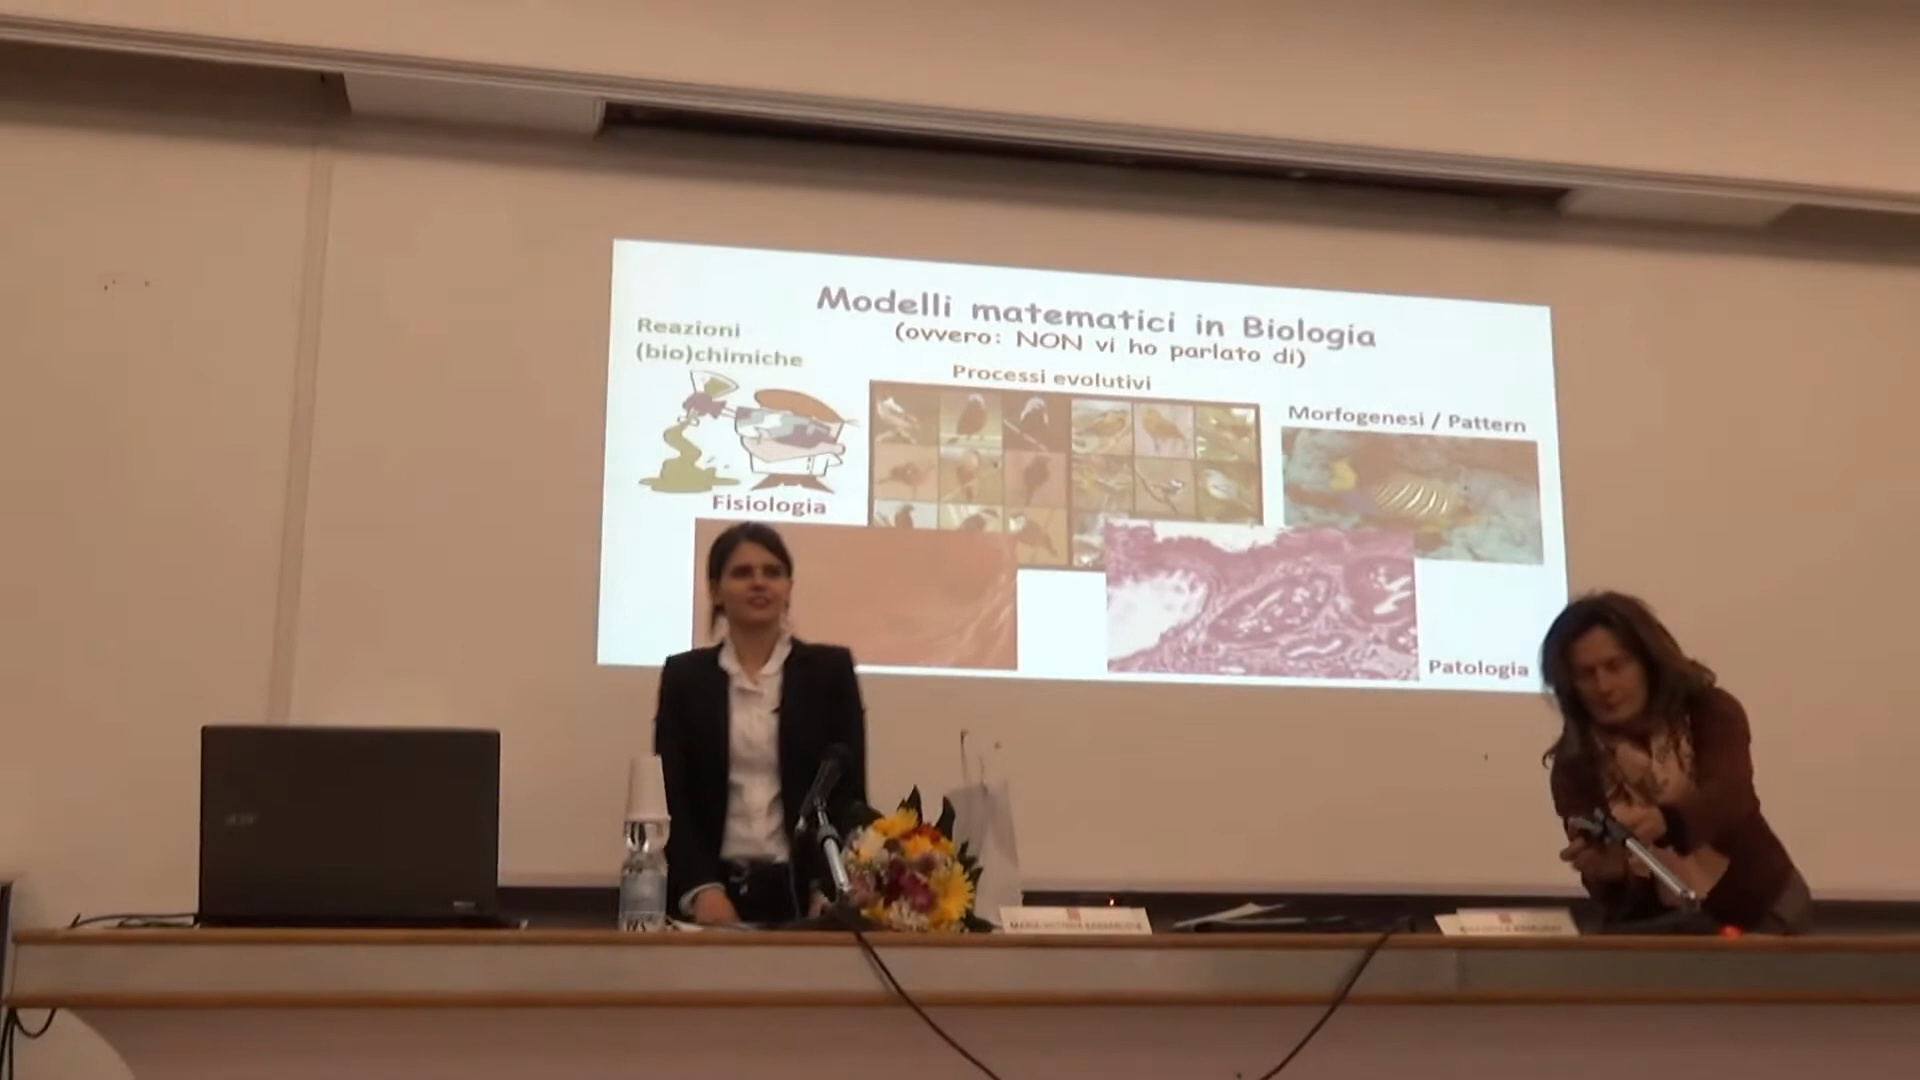 Modelli matematici in Biologia
(ovvero: NON vi ho parlato di)
Reazioni
(bio)chimiche
Processi evolutivi
Morfogenesi / Pattern
Fisiologia
Patologia
acer